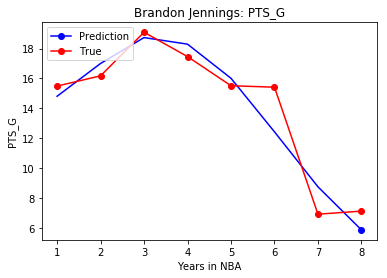 Brandon Jennings: PTS_G
Prediction
True
18
16
14
12
10
8
6
PTS_G
1 2 3 4 5 6 7 8
Years in NBA